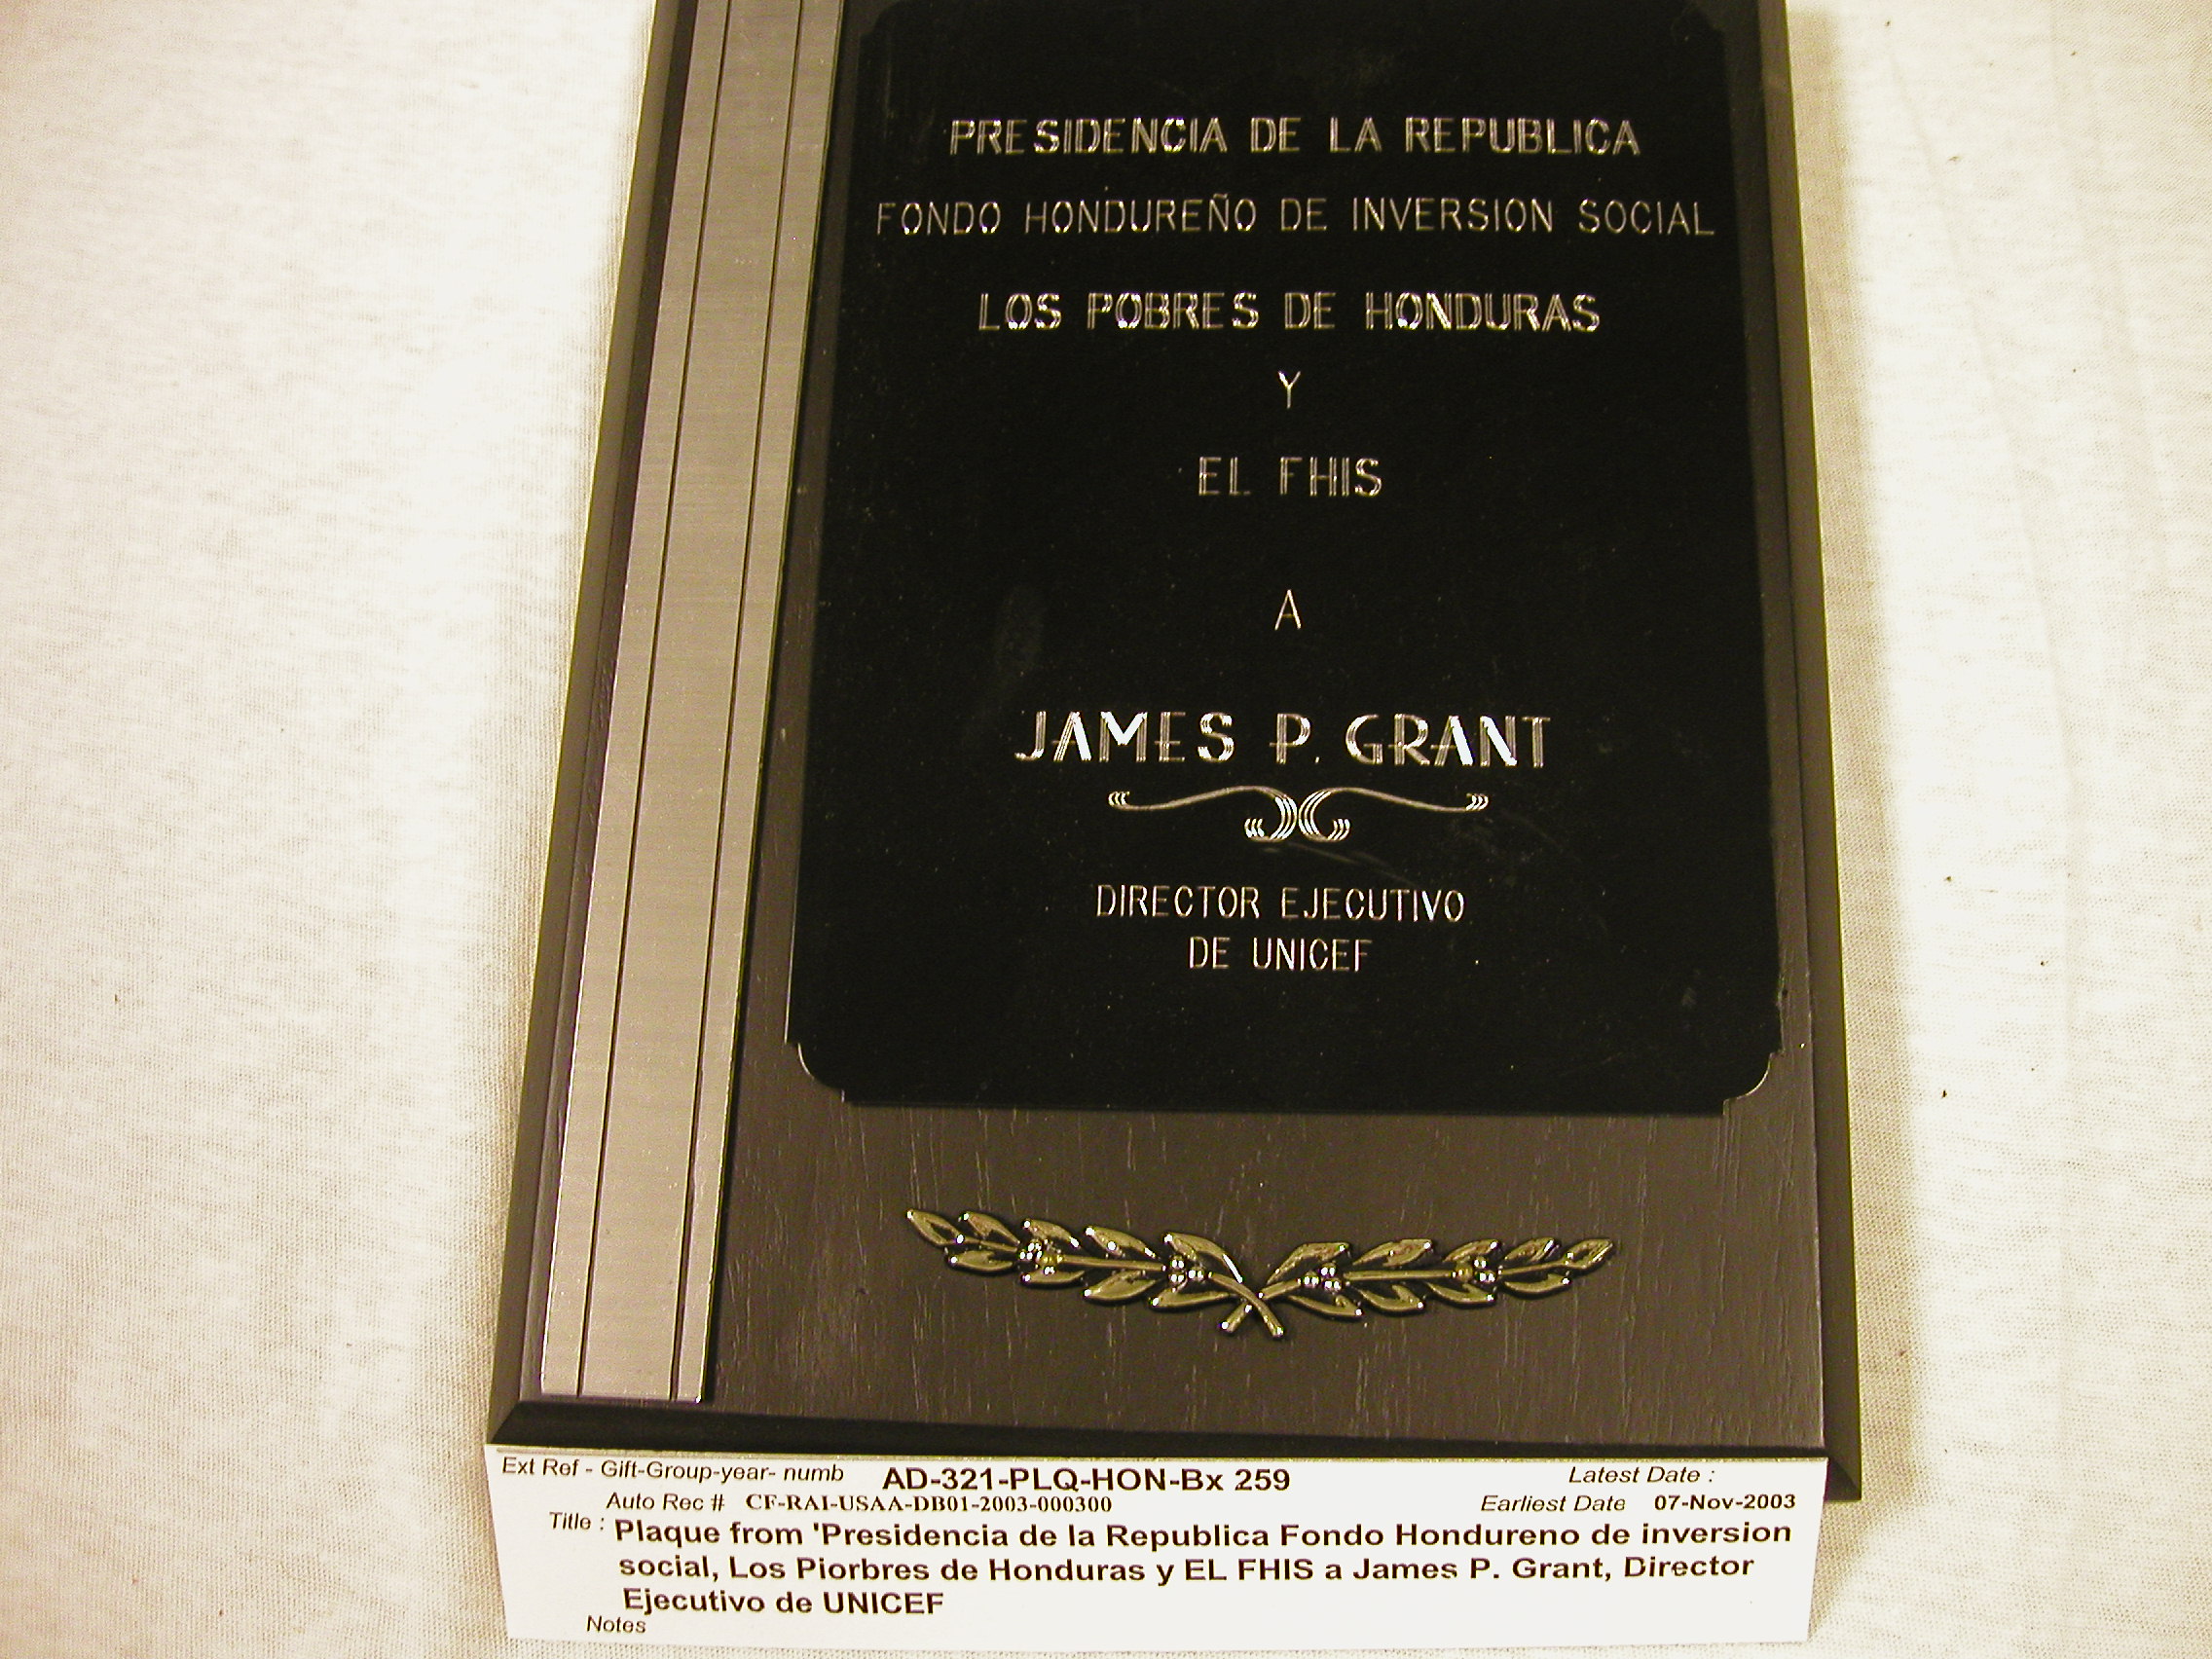 PRESIDENCIA DE LA REPUBLICA
FONDO HONDUREÑO DE INVERSION SOCIAL
LOS POBRES DE HONDURAS
Y
EL FHIS
A
JAMES P. GRANT
DIRECTOR EJECUTIVO
DE UNICEF
Ext Ref - Gift-Group-year- numb AD-321-PLQ-HON-Bx 259 Latest Date :
Auto Rec # CF-RAI-USAA-DB01-2003-000300 Earliest Date 07-Nov-2003
Title : Plaque from 'Presidencia de la Republica Fondo Hondureno de inversion
social, Los Piorbres de Honduras y EL FHIS a James P. Grant, Director
Ejecutivo de UNICEF
Notes